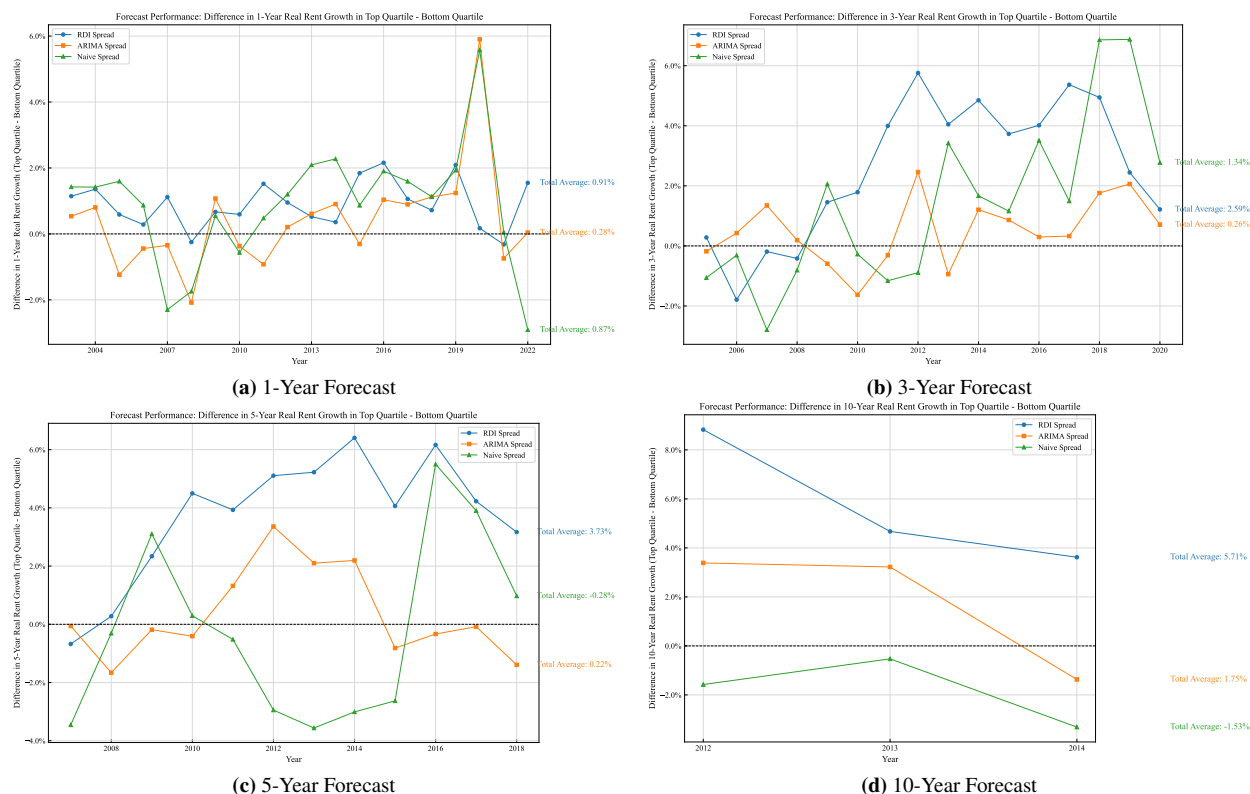 Forecast Performance: Difference in 1-Year Real Rent Growth in Top Quartile - Bottom Quartile
Difference in 1-Year Real Rent Growth (Top Quartile - Bottom Quartile)
RDI Spread
ARIMA Spread
Naive Spread
6.0%
4.0%
2.0%
0.0%
−2.0%
Total Average: 0.91%
Total Average: 0.28%
Total Average: 0.87%
2004 2007 2010 2013 2016 2019 2022
Year
(a) 1-Year Forecast
Forecast Performance: Difference in 3-Year Real Rent Growth in Top Quartile - Bottom Quartile
Difference in 3-Year Real Rent Growth (Top Quartile - Bottom Quartile)
RDI Spread
ARIMA Spread
Naive Spread
6.0%
4.0%
2.0%
0.0%
−2.0%
Total Average: 1.34%
Total Average: 2.59%
Total Average: 0.26%
2006 2008 2010 2012 2014 2016 2018 2020
Year
(b) 3-Year Forecast
Forecast Performance: Difference in 5-Year Real Rent Growth in Top Quartile - Bottom Quartile
Difference in 5-Year Real Rent Growth (Top Quartile - Bottom Quartile)
RDI Spread
ARIMA Spread
Naive Spread
6.0%
4.0%
2.0%
0.0%
−2.0%
−4.0%
Total Average: 3.73%
Total Average: -0.28%
Total Average: 0.22%
2008 2010 2012 2014 2016 2018
Year
(c) 5-Year Forecast
Forecast Performance: Difference in 10-Year Real Rent Growth in Top Quartile - Bottom Quartile
Difference in 10-Year Real Rent Growth (Top Quartile - Bottom Quartile)
RDI Spread
ARIMA Spread
Naive Spread
8.0%
6.0%
4.0%
2.0%
0.0%
−2.0%
Total Average: 5.71%
Total Average: 1.75%
Total Average: -1.53%
2012 2013 2014
Year
(d) 10-Year Forecast